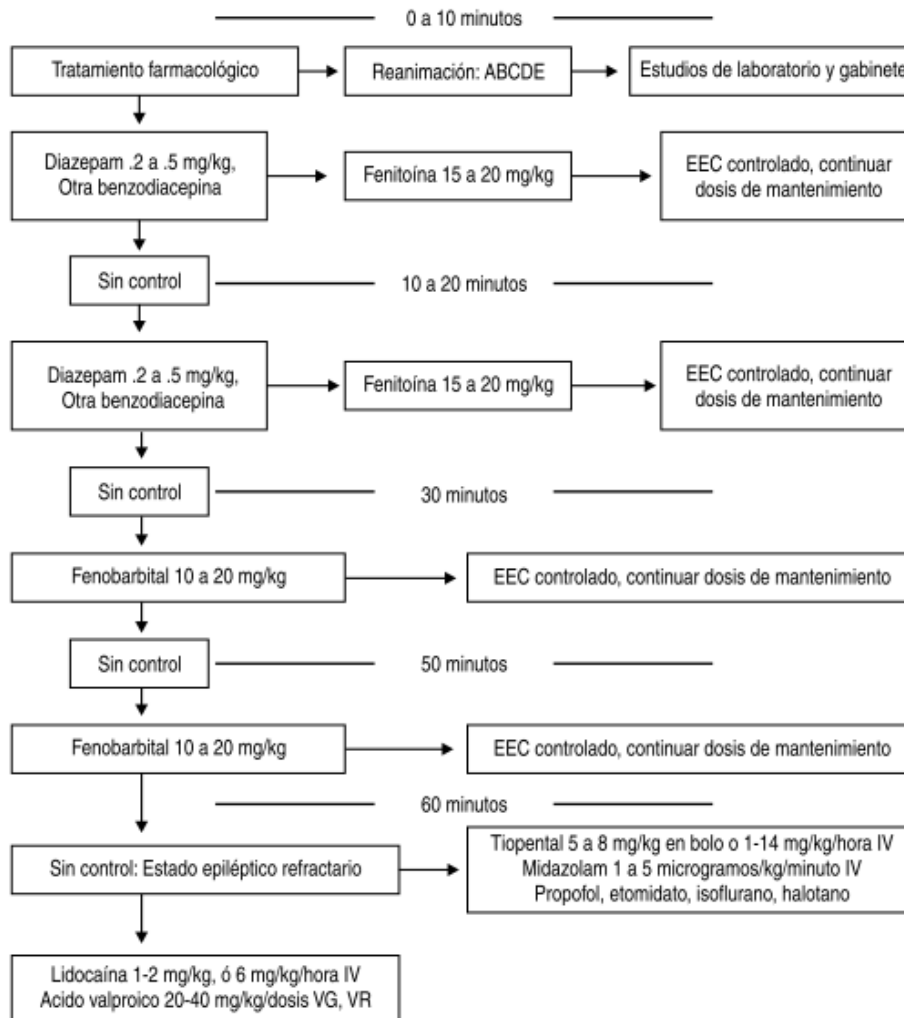 0 a 10 minutos
Tratamiento farmacológico
Reanimación: ABCDE
Estudios de laboratorio y gabinete
Diazepam .2 a .5 mg/kg,
Otra benzodiacepina
Fenitoína 15 a 20 mg/kg
EEC controlado, continuar
dosis de mantenimiento
Sin control
10 a 20 minutos
Diazepam .2 a .5 mg/kg,
Otra benzodiacepina
Fenitoína 15 a 20 mg/kg
EEC controlado, continuar
dosis de mantenimiento
Sin control
30 minutos
Fenobarbital 10 a 20 mg/kg
EEC controlado, continuar dosis de mantenimiento
Sin control
50 minutos
Fenobarbital 10 a 20 mg/kg
EEC controlado, continuar dosis de mantenimiento
60 minutos
Sin control: Estado epiléptico refractario
Tiopental 5 a 8 mg/kg en bolo o 1-14 mg/kg/hora IV
Midazolam 1 a 5 microgramos/kg/minuto IV
Propofol, etomidato, isoflurano, halotano
Lidocaína 1-2 mg/kg, ó 6 mg/kg/hora IV
Acido valproico 20-40 mg/kg/dosis VG, VR